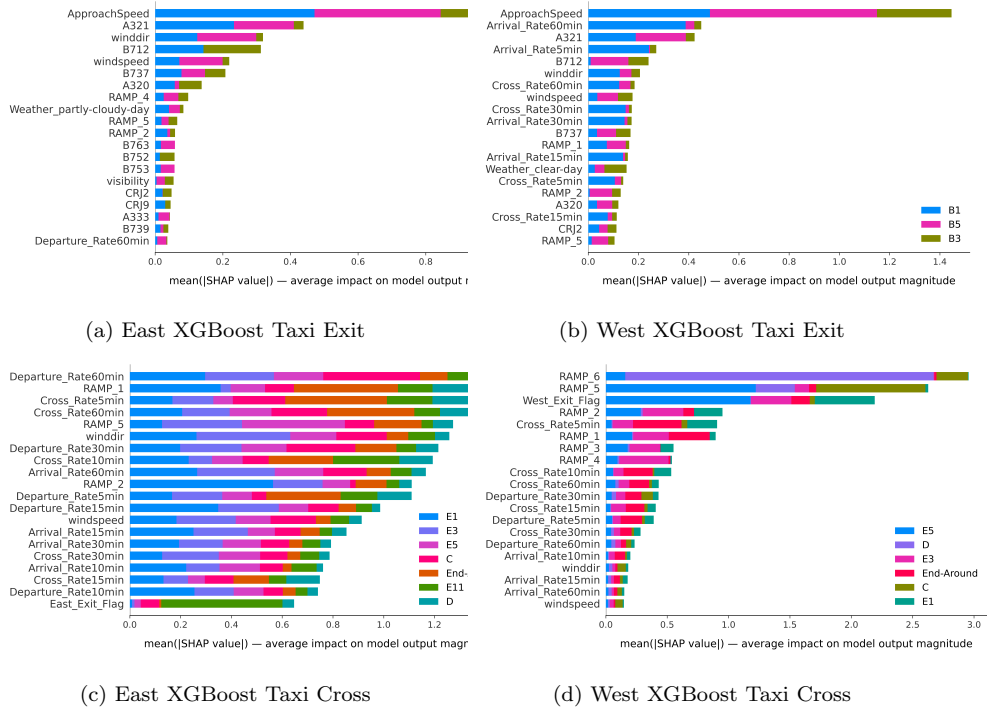 ApproachSpeed
A321
winddir
B712
windspeed
B737
A320
RAMP_4
Weather_partly-cloudy-day
RAMP_5
RAMP_2
B763
B752
B753
visibility
CRJ2
CRJ9
A333
B739
Departure_Rate60min
0.0 0.2 0.4 0.6 0.8
mean(|SHAP value|) — average impact on model output r
(a) East XGBoost Taxi Exit
ApproachSpeed
Arrival_Rate60min
A321
Arrival_Rate5min
B712
winddir
Cross_Rate60min
windspeed
Cross_Rate30min
Arrival_Rate30min
B737
RAMP_1
Arrival_Rate15min
Weather_clear-day
Cross_Rate5min
RAMP_2
A320
Cross_Rate15min
CRJ2
RAMP_5
B1
B5
B3
0.0 0.2 0.4 0.6 0.8 1.0 1.2 1.4
mean(|SHAP value|) — average impact on model output magnitude
(b) West XGBoost Taxi Exit
Departure_Rate60min
RAMP_1
Cross_Rate5min
Cross_Rate60min
RAMP_5
winddir
Departure_Rate30min
Cross_Rate10min
Arrival_Rate60min
RAMP_2
Departure_Rate5min
Departure_Rate15min
windspeed
Arrival_Rate15min
Arrival_Rate30min
Cross_Rate30min
Arrival_Rate10min
Cross_Rate15min
Departure_Rate10min
East_Exit_Flag
E1
E3
E5
C
End-
E11
D
0.0 0.2 0.4 0.6 0.8 1.0 1.2
mean(|SHAP value|) — average impact on model output magr
(c) East XGBoost Taxi Cross
RAMP_6
RAMP_5
West_Exit_Flag
RAMP_2
Cross_Rate5min
RAMP_1
RAMP_3
RAMP_4
Cross_Rate10min
Cross_Rate60min
Departure_Rate30min
Cross_Rate15min
Departure_Rate5min
Cross_Rate30min
Departure_Rate60min
Arrival_Rate10min
winddir
Arrival_Rate15min
Arrival_Rate60min
windspeed
E5
D
E3
End-Around
C
E1
0.0 0.5 1.0 1.5 2.0 2.5 3.0
mean(|SHAP value|) — average impact on model output magnitude
(d) West XGBoost Taxi Cross